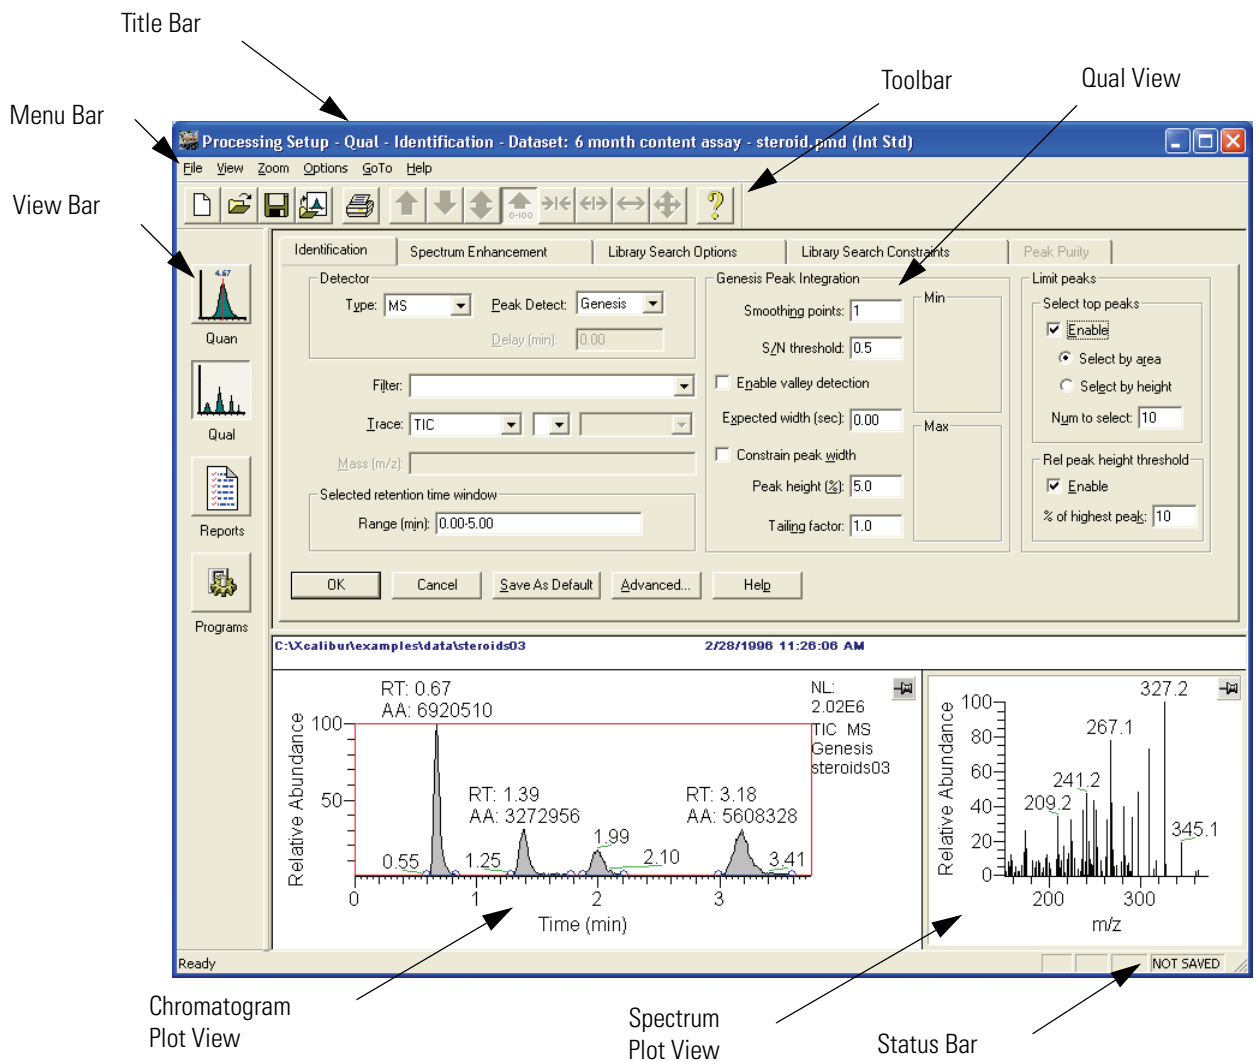 Title Bar
Toolbar
Qual View
Menu Bar
View Bar
Processing Setup - Qual - Identification - Dataset: 6 month content assay - steroid.pmd (Int Std)
File View Zoom Options GoTo Help
0-100
Identification
Spectrum Enhancement
Library Search Options
Library Search Constraints
Peak Purity
4.67
Quan
Qual
Reports
Programs
Detector
Type: MS
Peak Detect: Genesis
Delay (min): 0.00
Filter:
Trace: TIC
Mass (m/z):
Selected retention time window
Range (min): 0.00-5.00
Genesis Peak Integration
Smoothing points: 1
S/N threshold: 0.5
Enable valley detection
Expected width (sec): 0.00
Constrain peak width
Peak height (%): 5.0
Tailing factor: 1.0
Min
Max
Limit peaks
Select top peaks
Enable
Select by area
Select by height
Num to select: 10
Rel peak height threshold
Enable
% of highest peak: 10
OK
Cancel
Save As Default
Advanced...
Help
C:\Xcalibur\examples\data\steroids03
2/28/1996 11:26:06 AM
RT: 0.67
AA: 6920510
NL:
2.02E6
TIC MS
Genesis
steroids03
Relative Abundance
100
50
RT: 1.39
AA: 3272956
RT: 3.18
AA: 5608328
0.55
1.25
1.99
2.10
3.41
0
1
2
3
Time (min)
Relative Abundance
100
80
60
40
20
0
327.2
267.1
241.2
209.2
345.1
200
300
m/z
Ready
NOT SAVED
Chromatogram
Plot View
Spectrum
Plot View
Status Bar